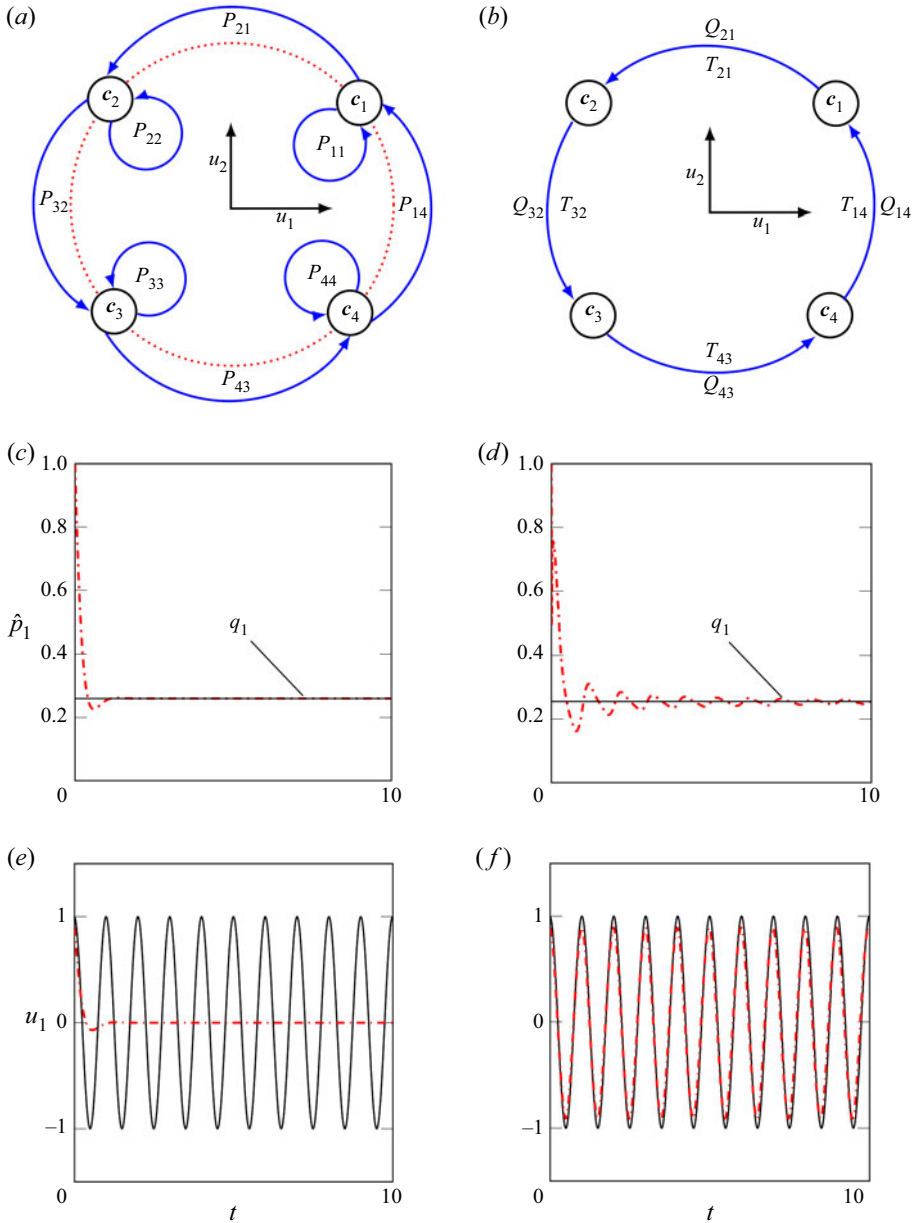 (a)
P21
c2
c1
P22
P11
u2
u1
P32
P14
P33
P44
c3
c4
P43
(b)
Q21
T21
c2
c1
u2
u1
Q32
T32
T14
Q14
c3
c4
T43
Q43
(c)
1.0
0.8
0.6
p̂1
0.4
0.2
0
10
q1
(d)
1.0
0.8
0.6
0.4
0.2
0
10
q1
(e)
1
u1
0
−1
0
10
t
(f)
1
0
−1
0
10
t